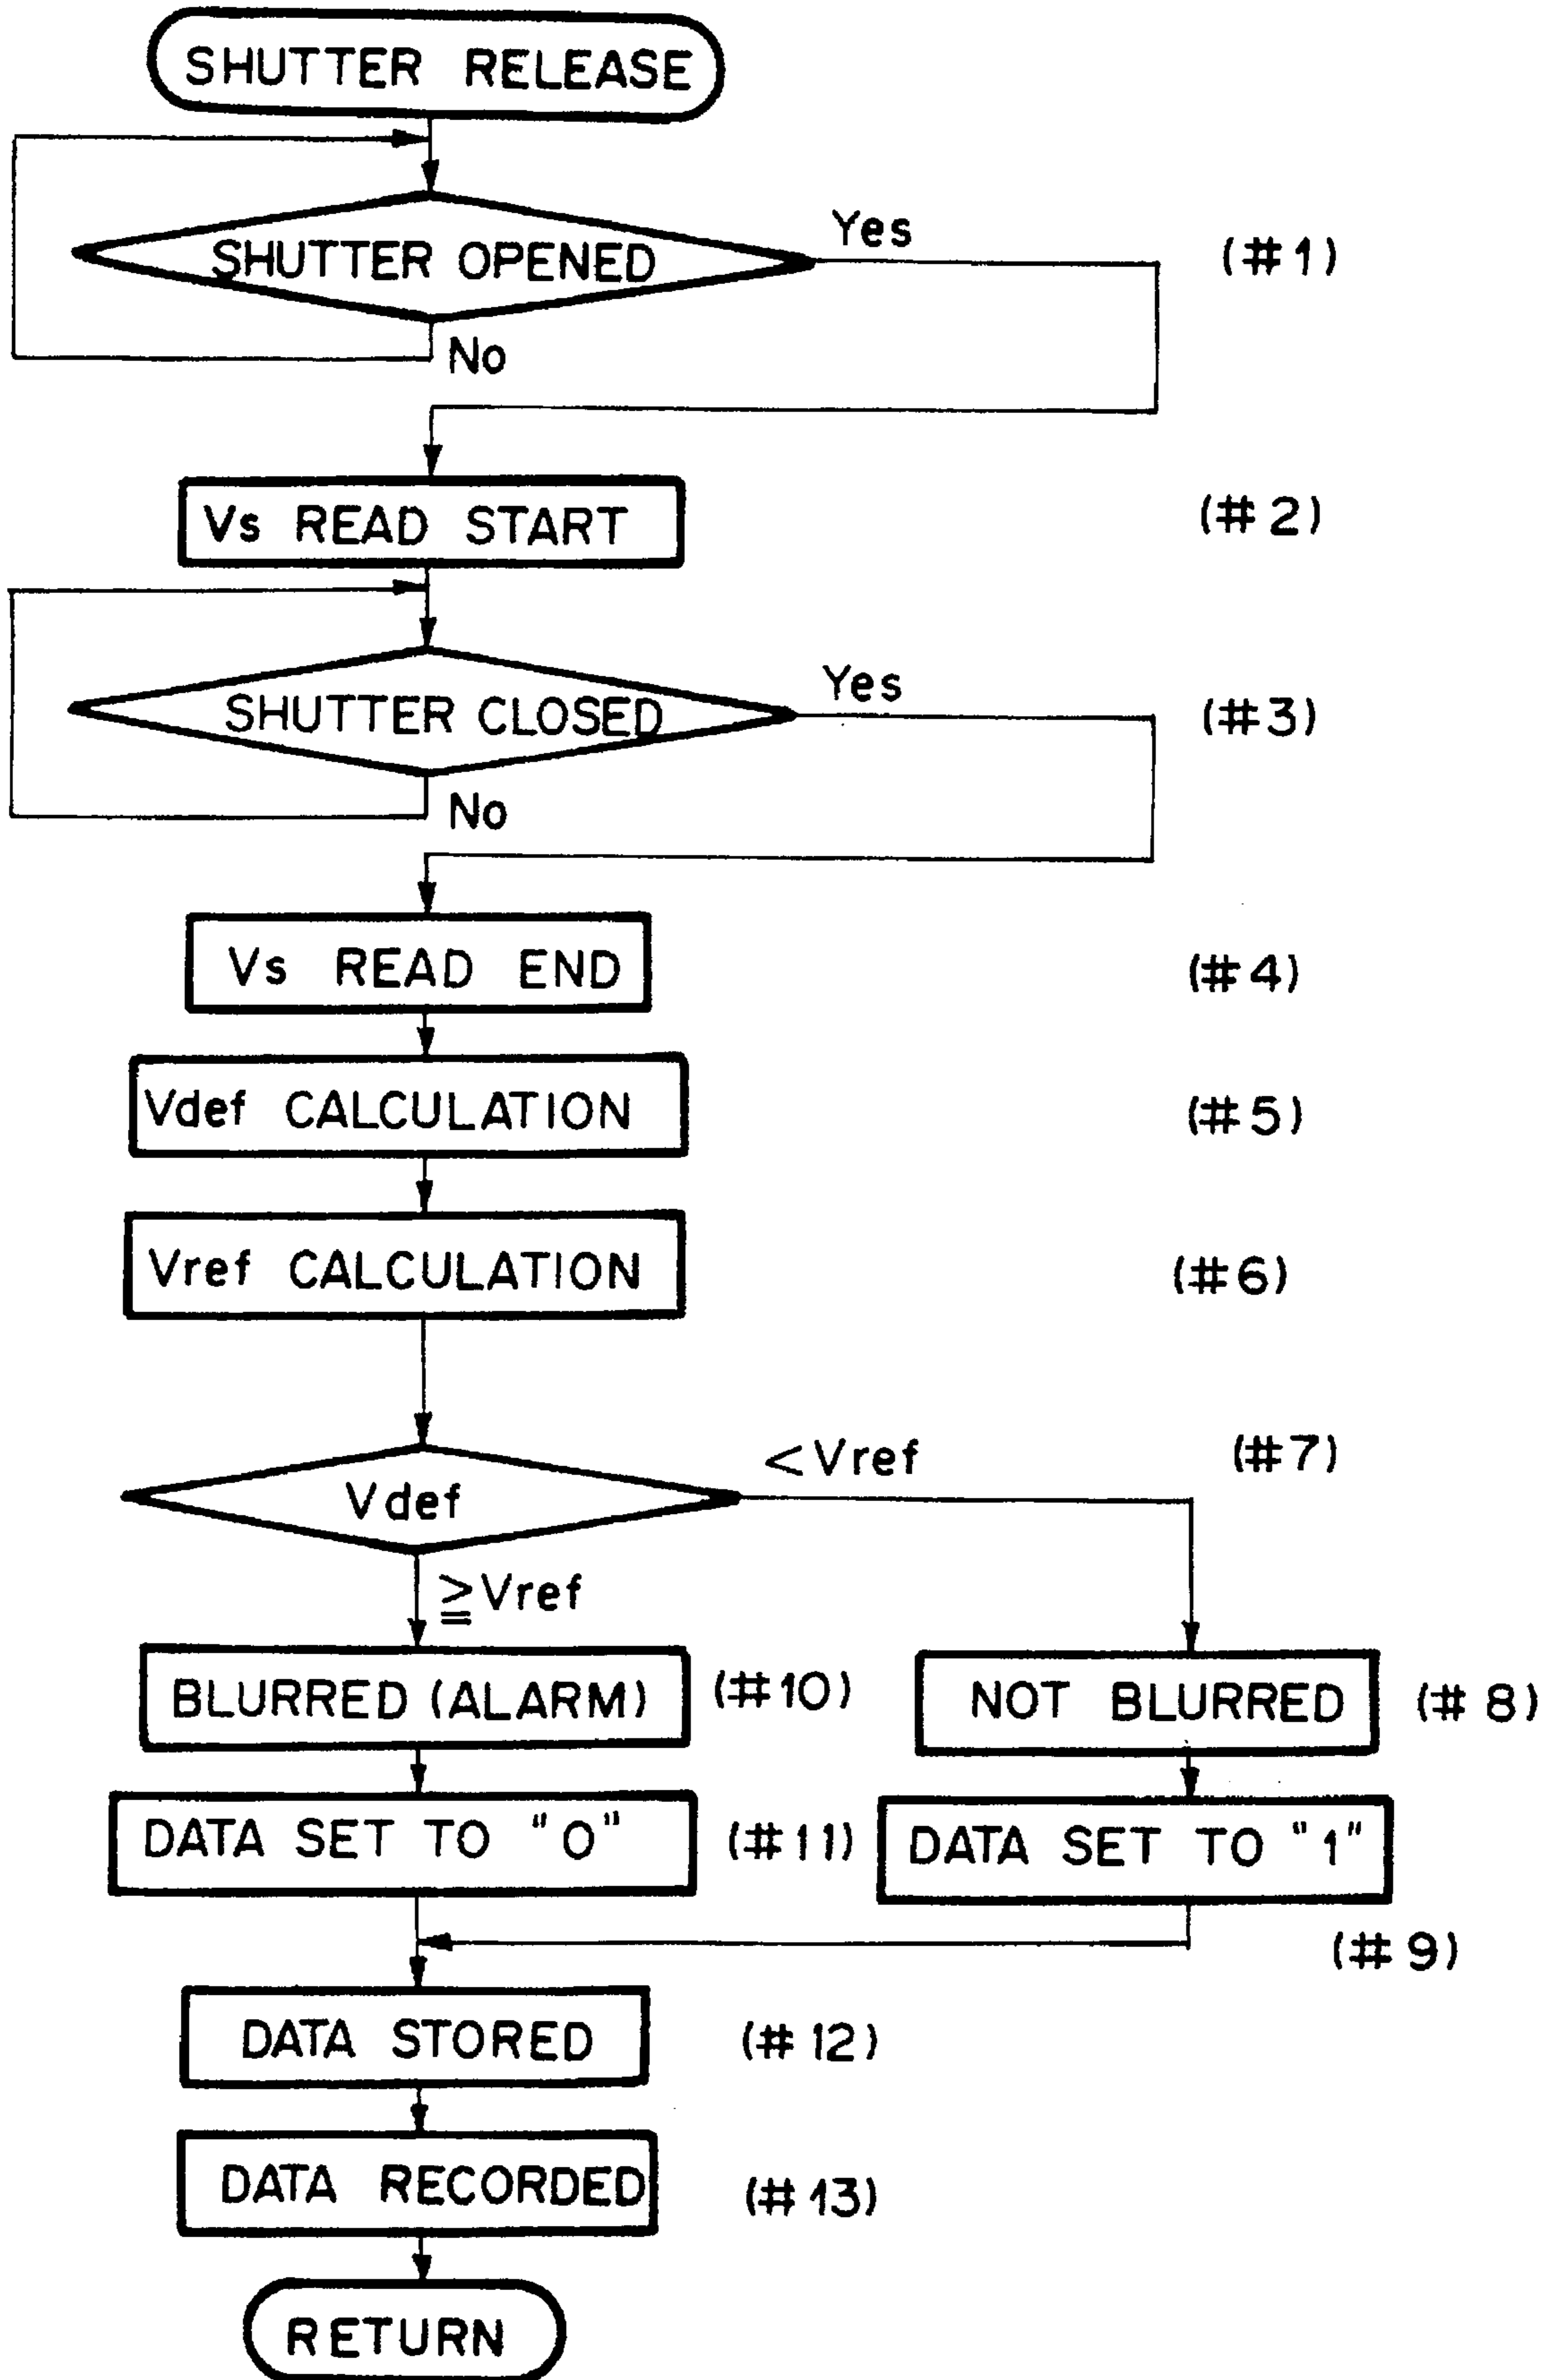 SHUTTER RELEASE
Yes
SHUTTER OPENED (#1)
No
Vs READ START (#2)
Yes
SHUTTER CLOSED (#3)
No
Vs READ END (#4)
Vdef CALCULATION (#5)
Vref CALCULATION (#6)
<Vref (#7)
Vdef
≧Vref
BLURRED (ALARM) (#10) NOT BLURRED (#8)
DATA SET TO "0" (#11) DATA SET TO "1"
(#9)
DATA STORED (#12)
DATA RECORDED (#13)
RETURN